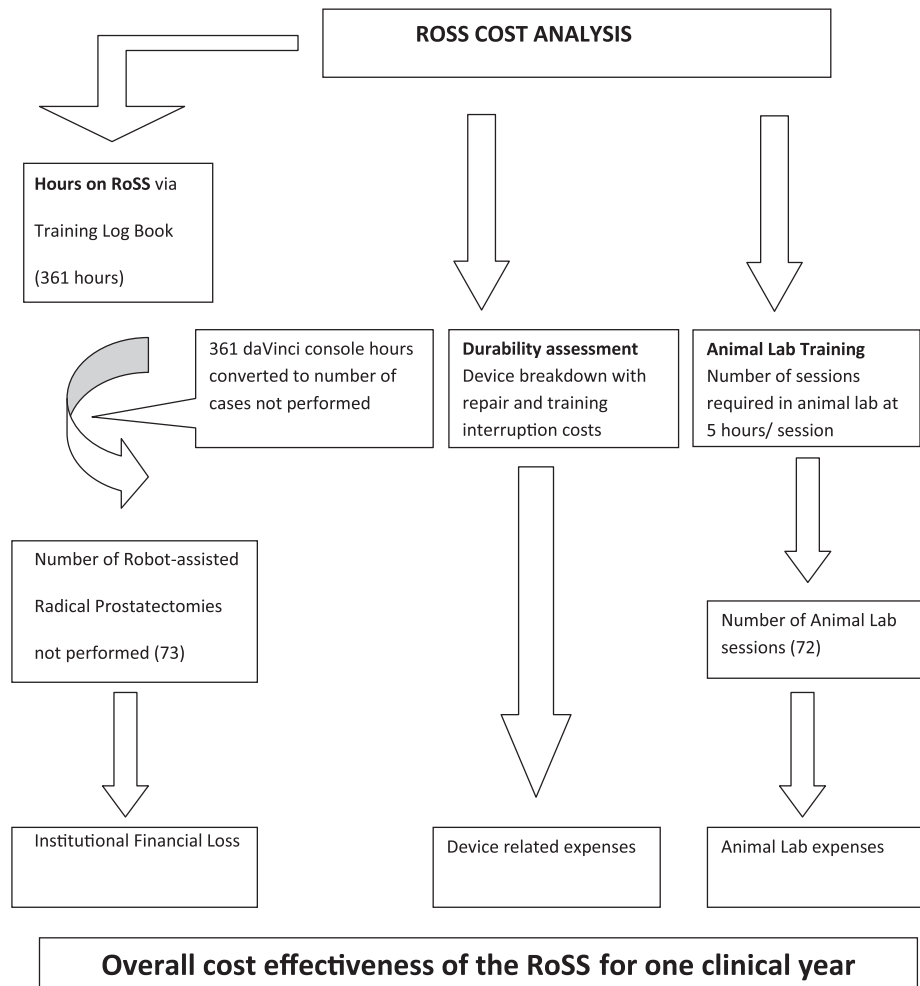 ROSS COST ANALYSIS
Hours on RoSS via
Training Log Book
(361 hours)
361 daVinci console hours
converted to number of
cases not performed
Durability assessment
Device breakdown with
repair and training
interruption costs
Animal Lab Training
Number of sessions
required in animal lab at
5 hours/ session
Number of Robot-assisted
Radical Prostatectomies
not performed (73)
Number of Animal Lab
sessions (72)
Institutional Financial Loss
Device related expenses
Animal Lab expenses
Overall cost effectiveness of the RoSS for one clinical year